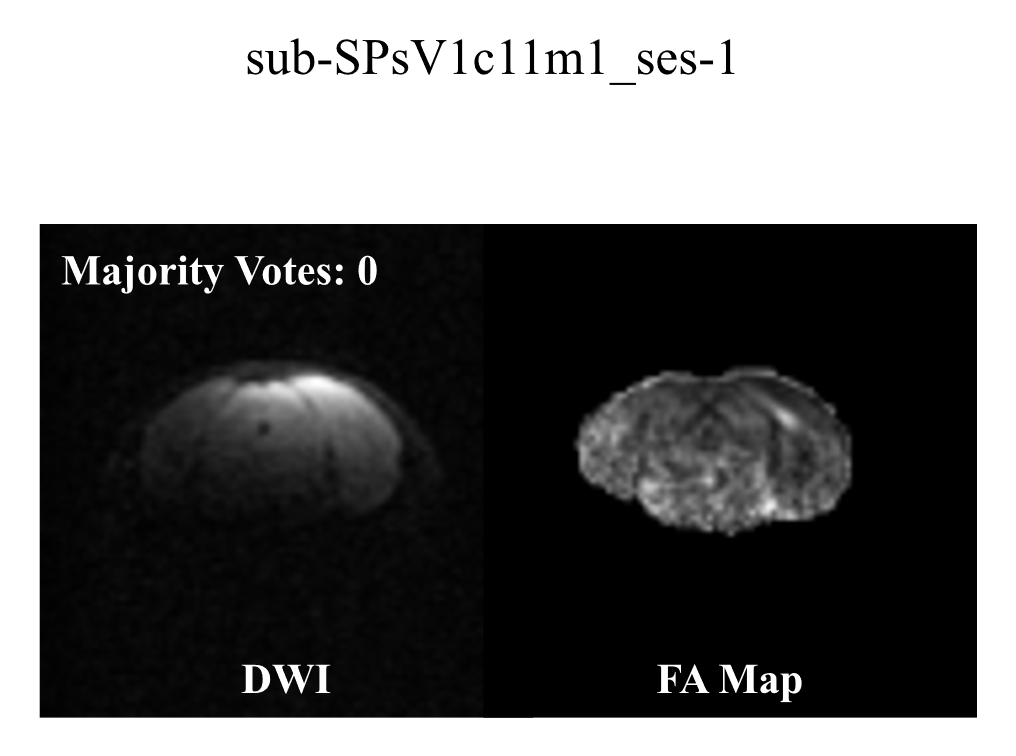 sub-SPsV1c11m1_ses-1
Majority Votes: 0
DWI
FA Map